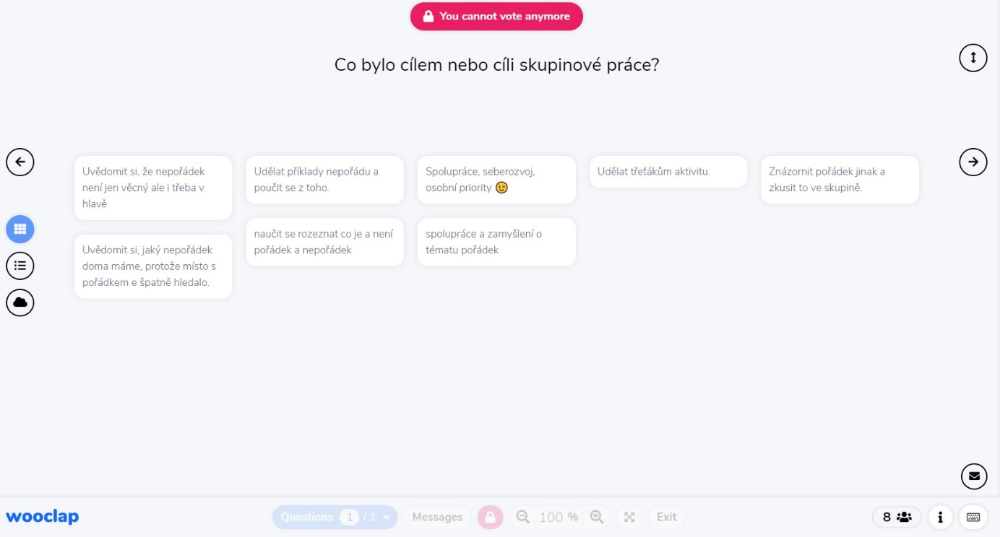 You cannot vote anymore
Co bylo cílem nebo cíli skupinové práce?
Uvědomit si, že nepořádek
není jen věcný ale i třeba v
hlavě
Udělat příklady nepořádu a
poučit se z toho.
Spolupráce, seberozvoj,
osobní priority 😉
Udělat třeťákům aktivitu.
Znázornit pořádek jinak a
zkusit to ve skupině.
Uvědomit si, jaký nepořádek
doma máme, protože místo s
pořádkem e špatně hledalo.
naučit se rozeznat co je a není
pořádek a nepořádek
spolupráce a zamyšlení o
tématu pořádek
wooclap
Questions 1 / 1
Messages
100 %
Exit
8